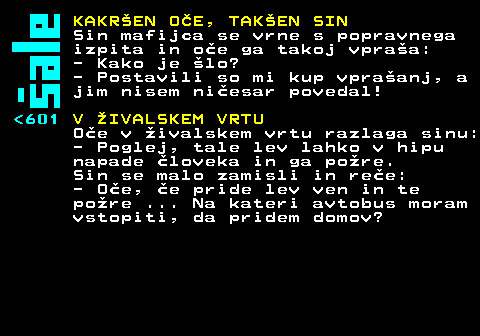 šale
KAKRŠEN OČE, TAKŠEN SIN
Sin mafijca se vrne s popravnega
izpita in oče ga takoj vpraša:
- Kako je šlo?
- Postavili so mi kup vprašanj, a
jim nisem ničesar povedal!
<601 V ŽIVALSKEM VRTU
Oče v živalskem vrtu razlaga sinu:
- Poglej, tale lev lahko v hipu
napade človeka in ga požre.
Sin se malo zamisli in reče:
- Oče, če pride lev ven in te
požre ... Na kateri avtobus moram
vstopiti, da pridem domov?